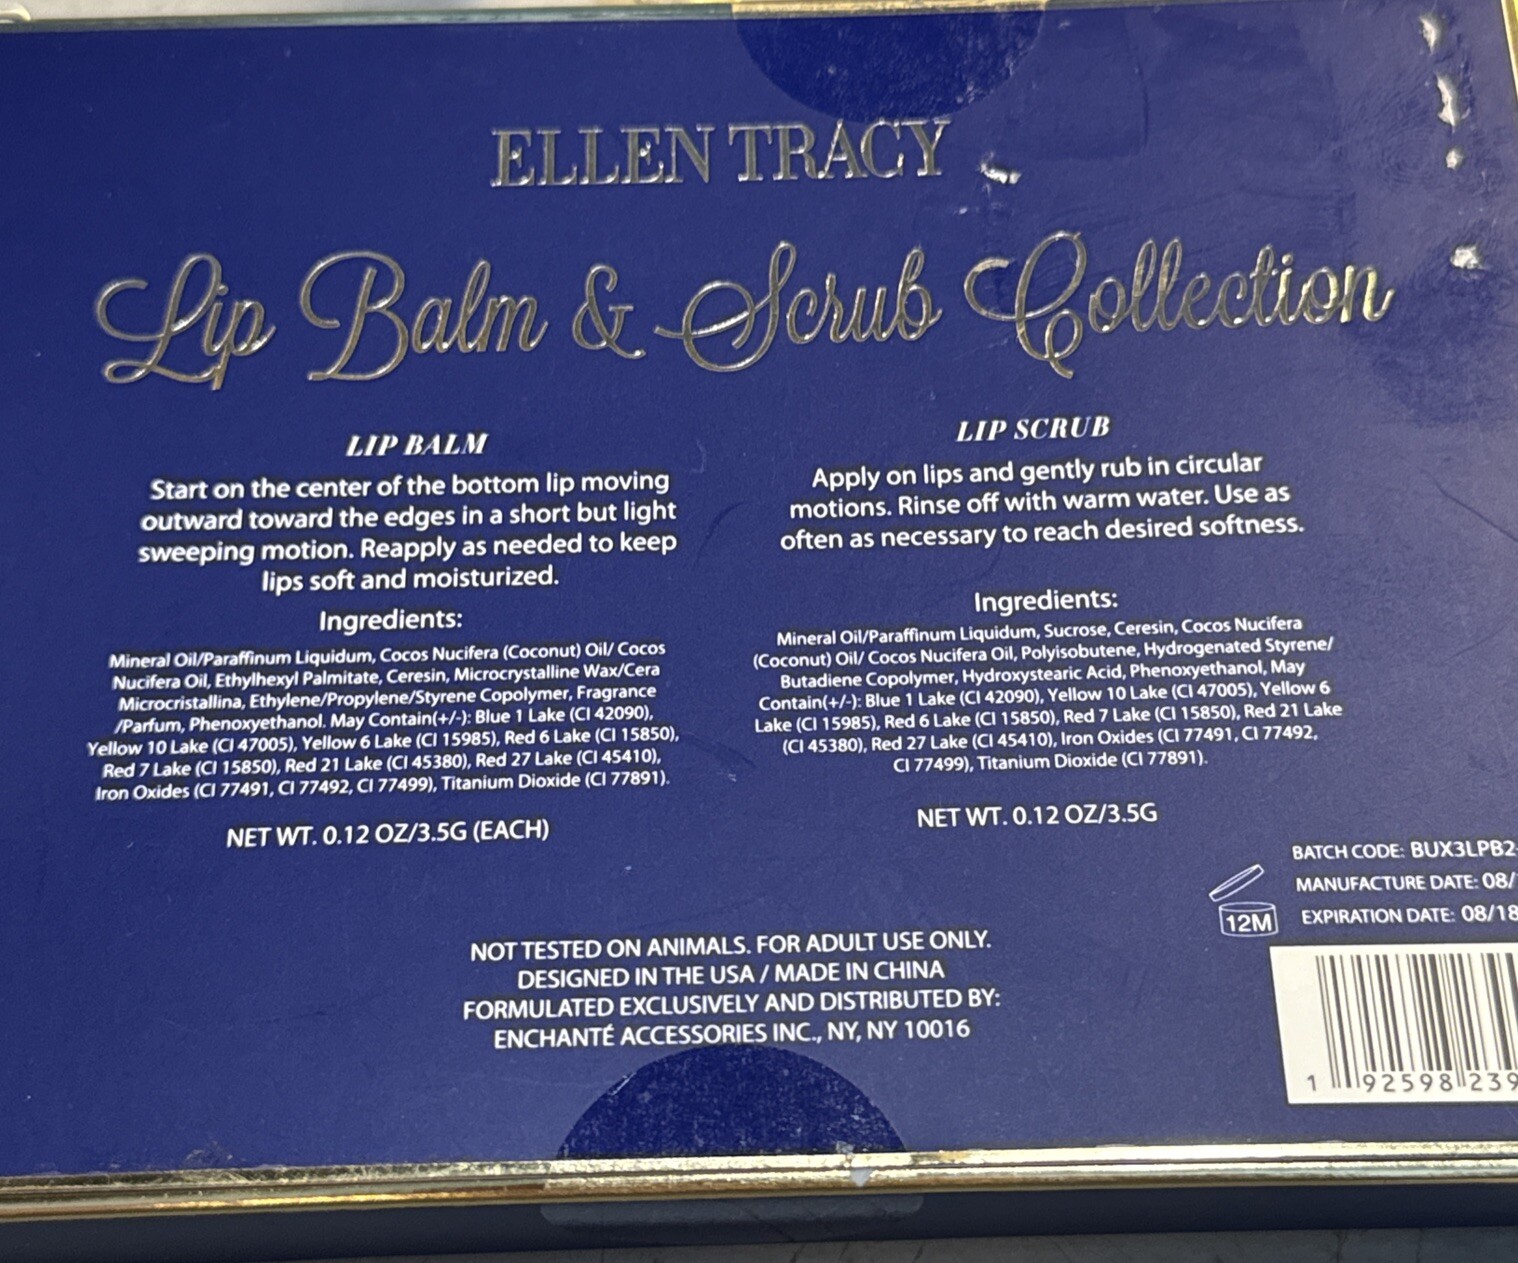 ELLEN TRACY
Lip Balm & Scrub Collection
LIP BALM
Start on the center of the bottom lip moving
outward toward the edges in a short but light
sweeping motion. Reapply as needed to keep
lips soft and moisturized.
Ingredients:
Mineral Oil/Paraffinum Liquidum, Cocos Nucifera (Coconut) Oil/ Cocos
Nucifera Oil, Ethylhexyl Palmitate, Ceresin, Microcrystalline Wax/Cera
Microcristallina, Ethylene/Propylene/Styrene Copolymer, Fragrance
/Parfum, Phenoxyethanol. May Contain(+/-): Blue 1 Lake (CI 42090),
Yellow 10 Lake (CI 47005), Yellow 6 Lake (CI 15985), Red 6 Lake (CI 15850),
Red 7 Lake (CI 15850), Red 21 Lake (CI 45380), Red 27 Lake (CI 45410),
Iron Oxides (CI 77491, CI 77492, CI 77499), Titanium Dioxide (CI 77891).
NET WT. 0.12 OZ/3.5G (EACH)
LIP SCRUB
Apply on lips and gently rub in circular
motions. Rinse off with warm water. Use as
often as necessary to reach desired softness.
Ingredients:
Mineral Oil/Paraffinum Liquidum, Sucrose, Ceresin, Cocos Nucifera
(Coconut) Oil/ Cocos Nucifera Oil, Polyisobutene, Hydrogenated Styrene/
Butadiene Copolymer, Hydroxystearic Acid, Phenoxyethanol, May
Contain(+/-): Blue 1 Lake (CI 42090), Yellow 10 Lake (CI 47005), Yellow 6
Lake (CI 15985), Red 6 Lake (CI 15850), Red 7 Lake (CI 15850), Red 21 Lake
(CI 45380), Red 27 Lake (CI 45410), Iron Oxides (CI 77491, CI 77492,
CI 77499), Titanium Dioxide (CI 77891).
NET WT. 0.12 OZ/3.5G
BATCH CODE: BUX3LPB2-
MANUFACTURE DATE: 08/
EXPIRATION DATE: 08/18
12M
NOT TESTED ON ANIMALS. FOR ADULT USE ONLY.
DESIGNED IN THE USA / MADE IN CHINA
FORMULATED EXCLUSIVELY AND DISTRIBUTED BY:
ENCHANTÉ ACCESSORIES INC., NY, NY 10016
1 92598 239